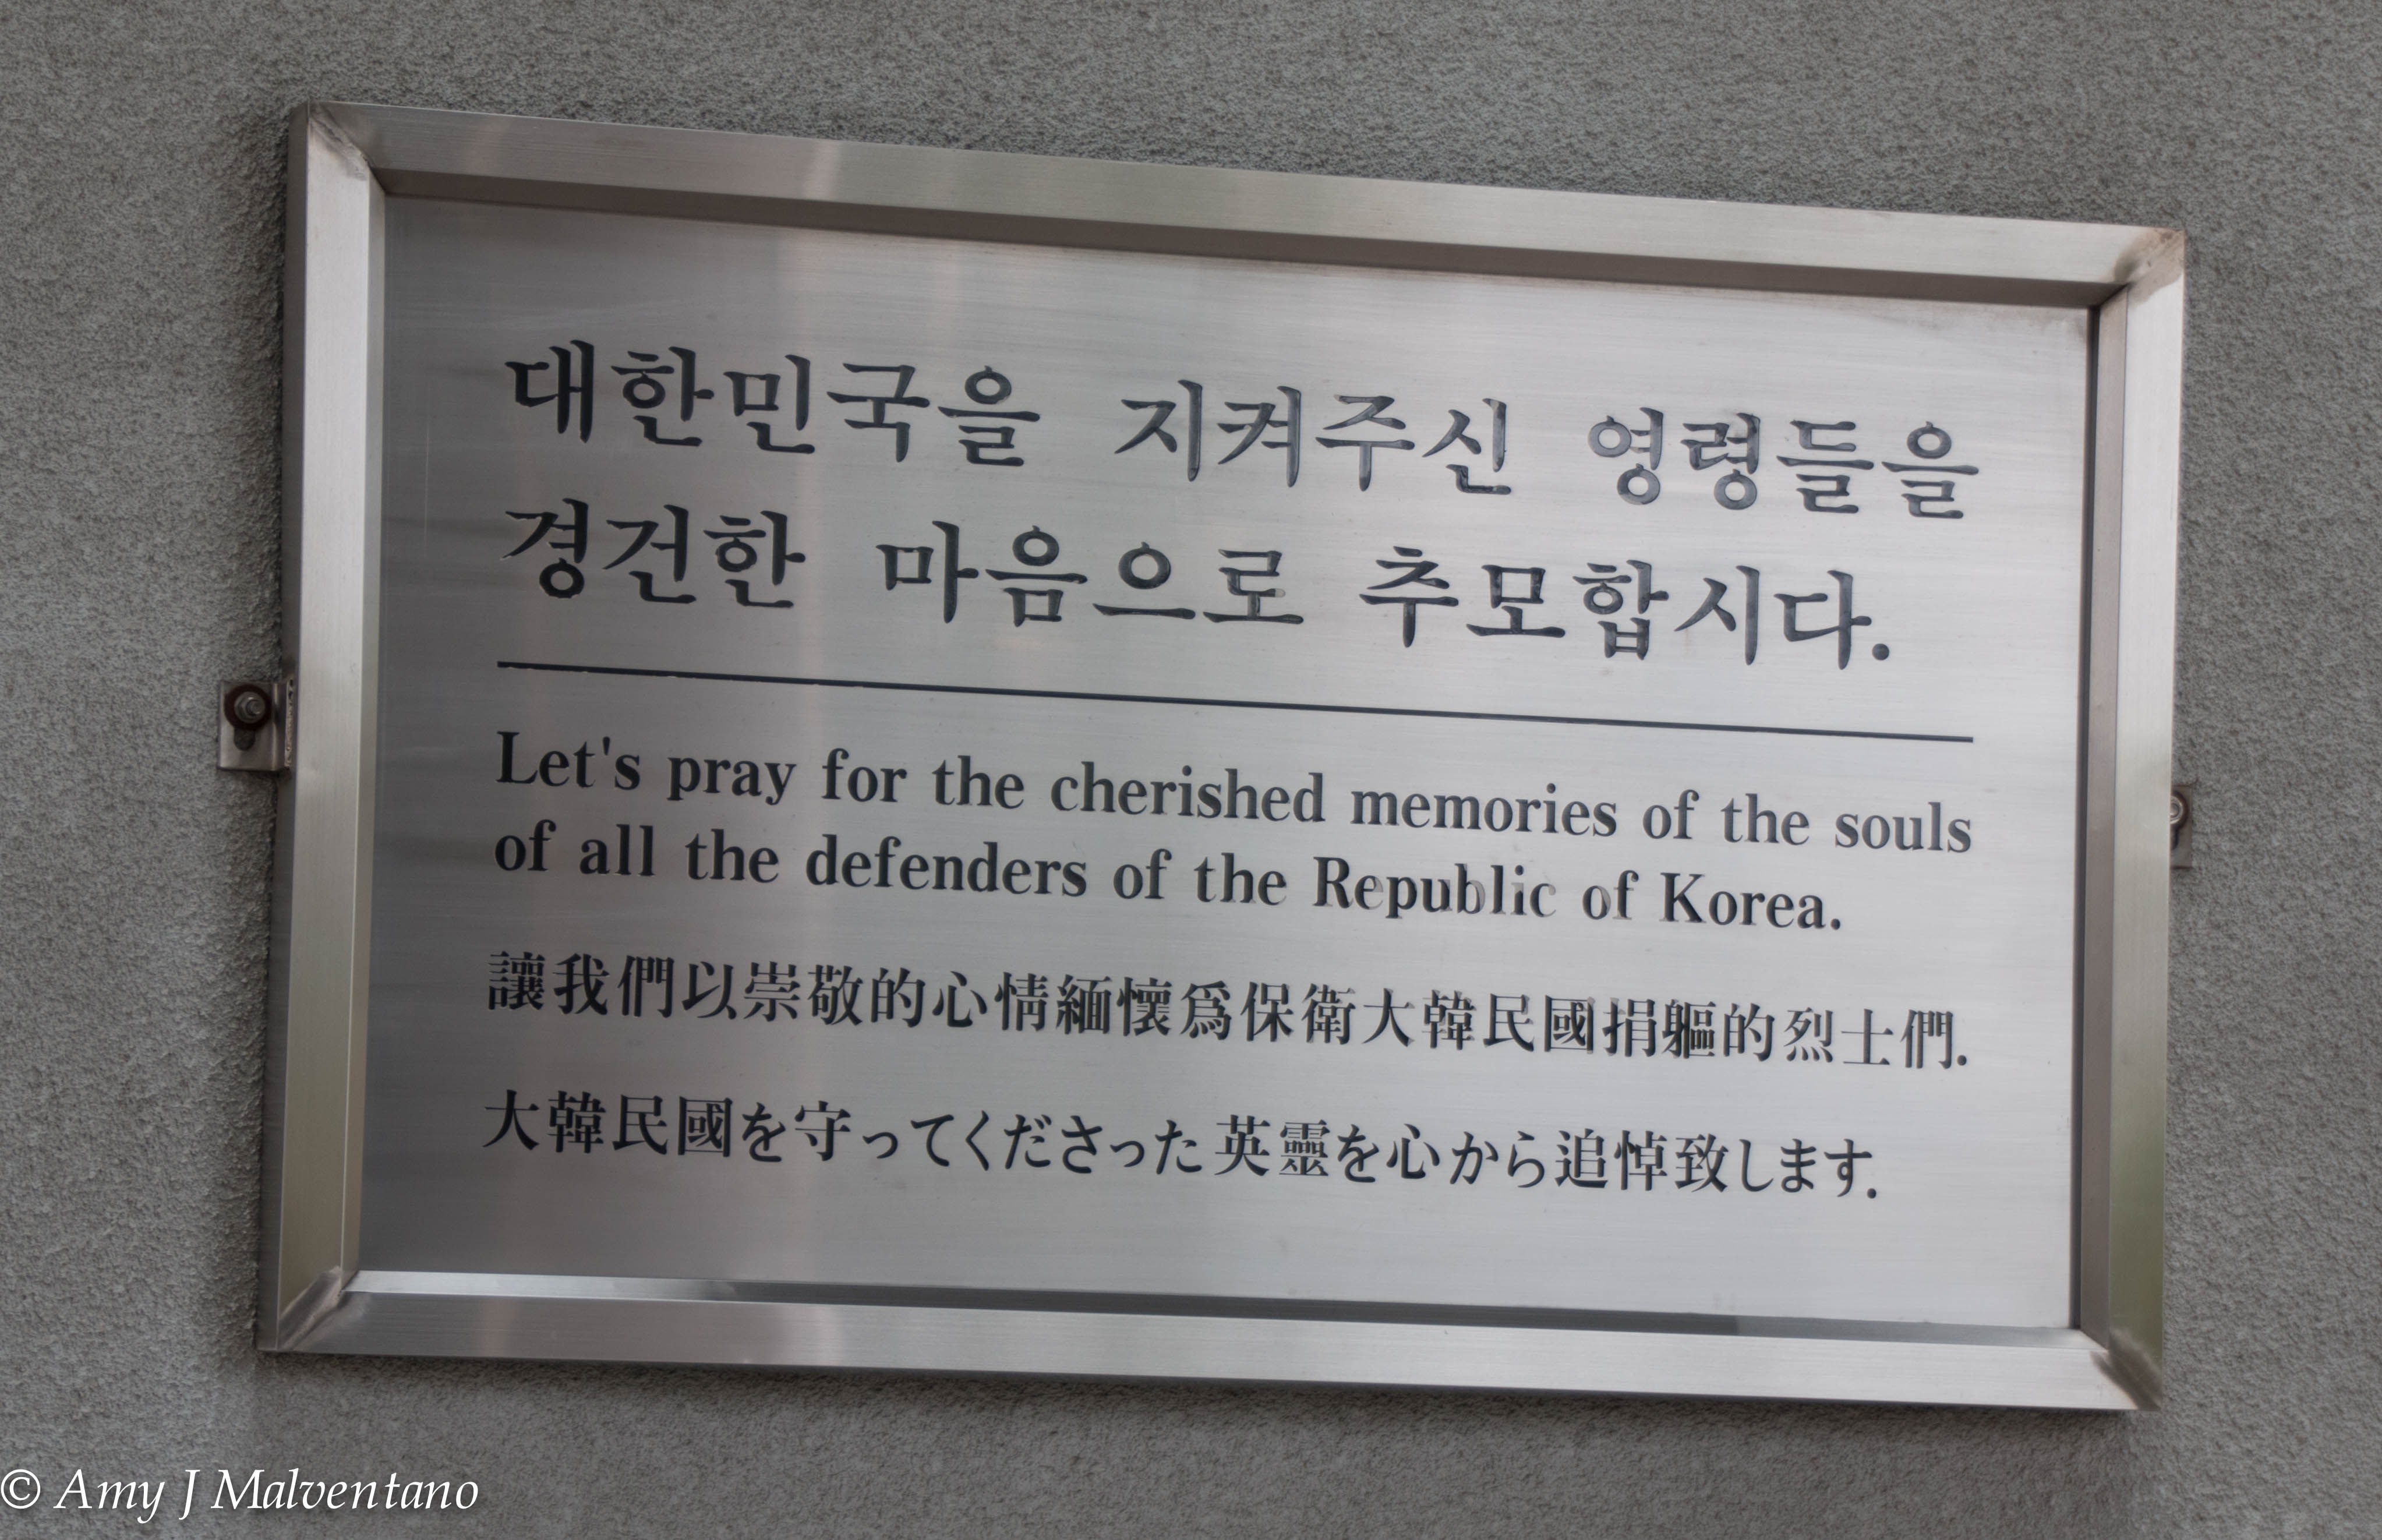 대한민국을 지켜주신 영령들을
경건한 마음으로 추모합시다.
Let's pray for the cherished memories of the souls
of all the defenders of the Republic of Korea.
讓我們以崇敬的心情緬懷爲保衛大韓民國捐軀的烈士們.
大韓民國を守ってくださった英靈を心から追悼致します.
© Amy J Malventano